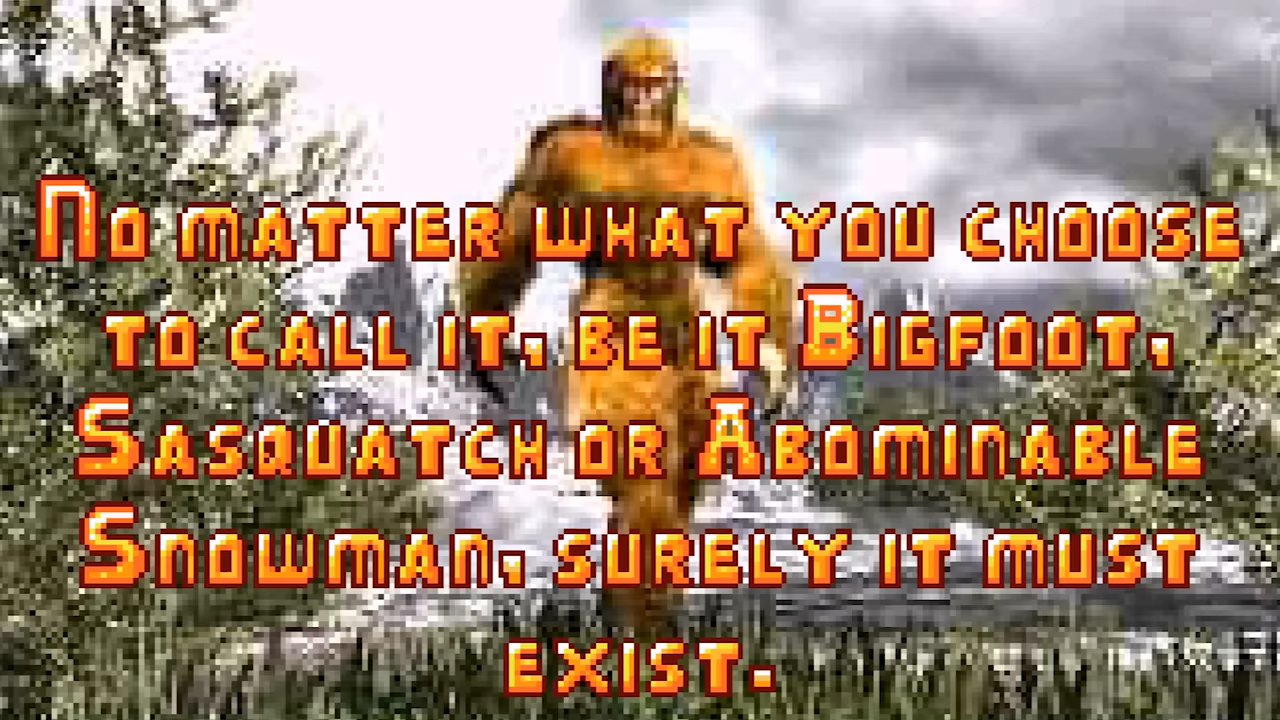 No matter what you choose
to call it, be it Bigfoot,
Sasquatch or Abominable
Snowman, surely it must
exist.